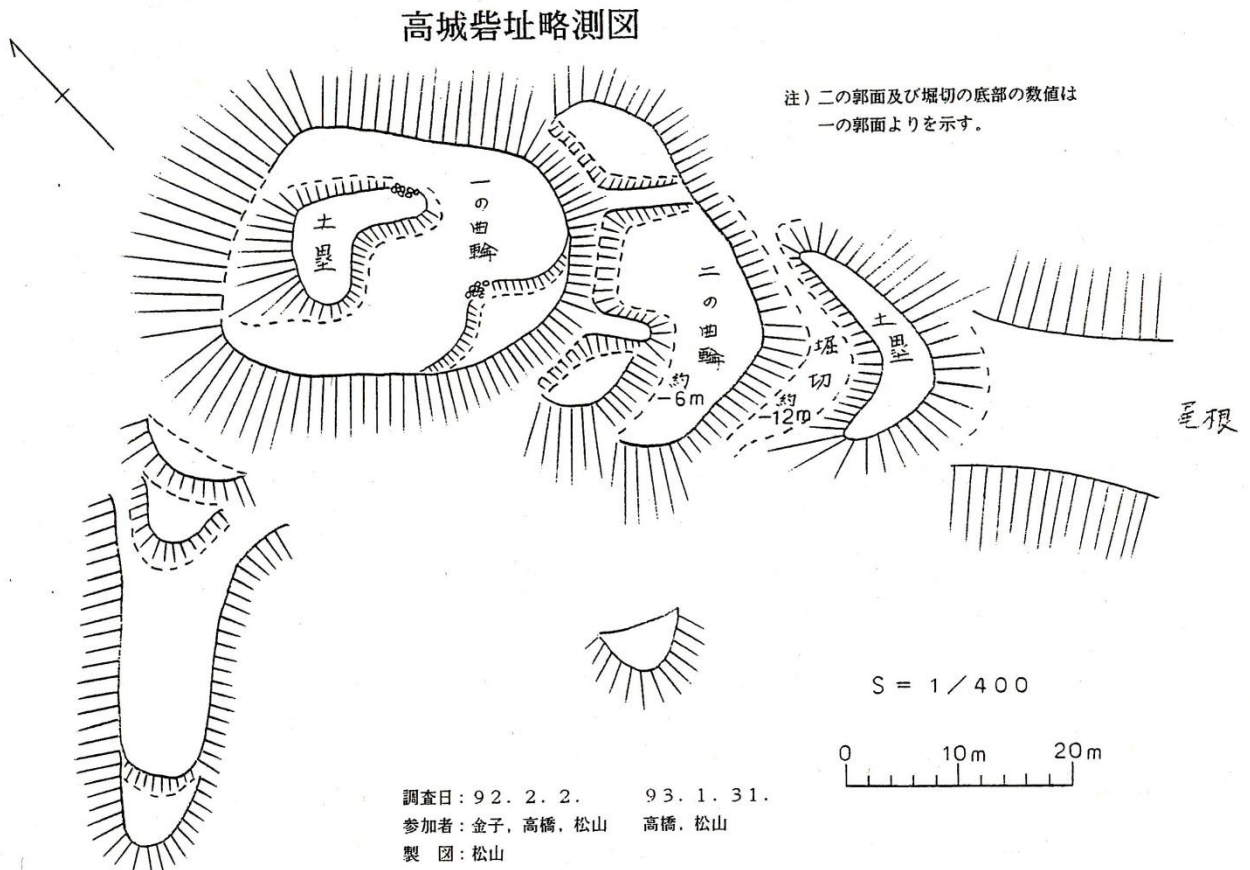 高城砦址略測図
注）二の郭面及び堀切の底部の数値は
一の郭面よりを示す。
一の曲輪
土塁
二の曲輪
約
-6m
堀切
約
-12m
土塁
尾根
S = 1／400
0 10m 20m
調査日：92. 2. 2. 93. 1. 31.
参加者：金子, 高橋, 松山 高橋, 松山
製 図：松山